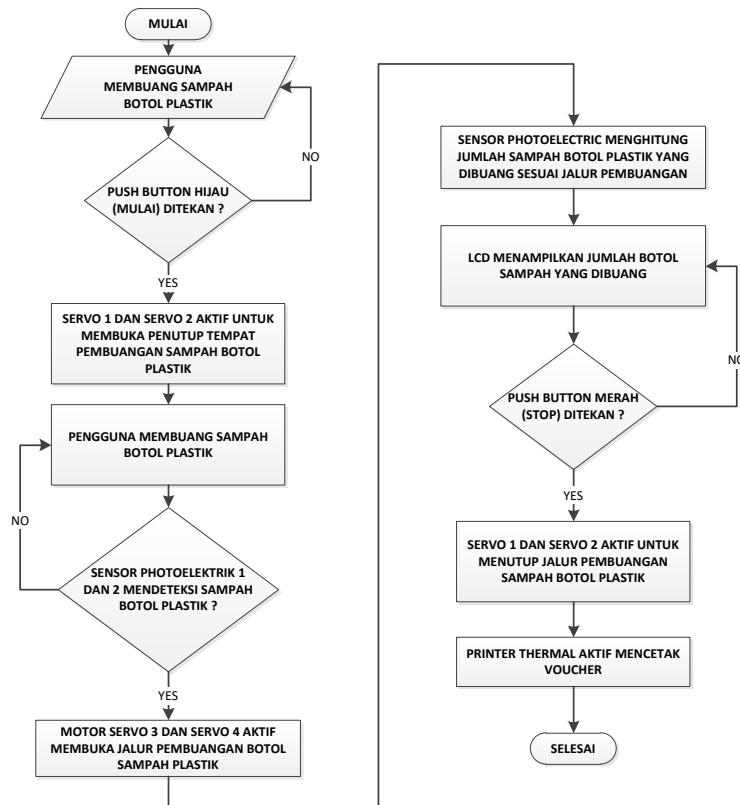 MULAI
PENGGUNA
MEMBUANG SAMPAH
BOTOL PLASTIK
NO
PUSH BUTTON HIJAU
(MULAI) DITEKAN ?
YES
SERVO 1 DAN SERVO 2 AKTIF UNTUK
MEMBUKA PENUTUP TEMPAT
PEMBUANGAN SAMPAH BOTOL
PLASTIK
PENGGUNA MEMBUANG SAMPAH
BOTOL PLASTIK
NO
SENSOR PHOTOELEKTRIK 1
DAN 2 MENDETEKSI SAMPAH
BOTOL PLASTIK ?
YES
MOTOR SERVO 3 DAN SERVO 4 AKTIF
MEMBUKA JALUR PEMBUANGAN BOTOL
SAMPAH PLASTIK
SENSOR PHOTOELECTRIC MENGHITUNG
JUMLAH SAMPAH BOTOL PLASTIK YANG
DIBUANG SESUAI JALUR PEMBUANGAN
LCD MENAMPILKAN JUMLAH BOTOL
SAMPAH YANG DIBUANG
NO
PUSH BUTTON MERAH
(STOP) DITEKAN ?
YES
SERVO 1 DAN SERVO 2 AKTIF UNTUK
MENUTUP JALUR PEMBUANGAN
SAMPAH BOTOL PLASTIK
PRINTER THERMAL AKTIF MENCETAK
VOUCHER
SELESAI